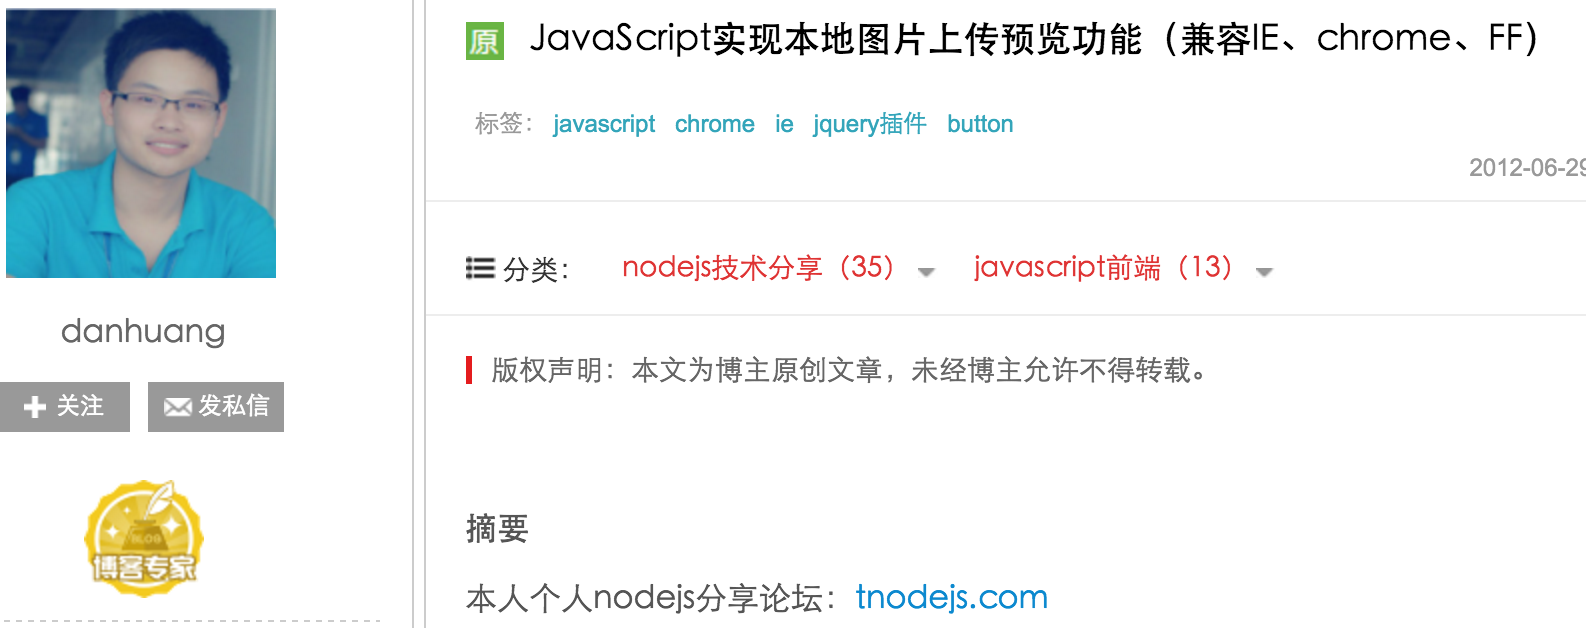 danhuang
关注
发私信
BLOG
博客专家
原 JavaScript实现本地图片上传预览功能（兼容IE、chrome、FF）
标签： javascript chrome ie jquery插件 button
2012-06-29
分类： nodejs技术分享（35） javascript前端（13）
版权声明：本文为博主原创文章，未经博主允许不得转载。
摘要
本人个人nodejs分享论坛：tnodejs.com